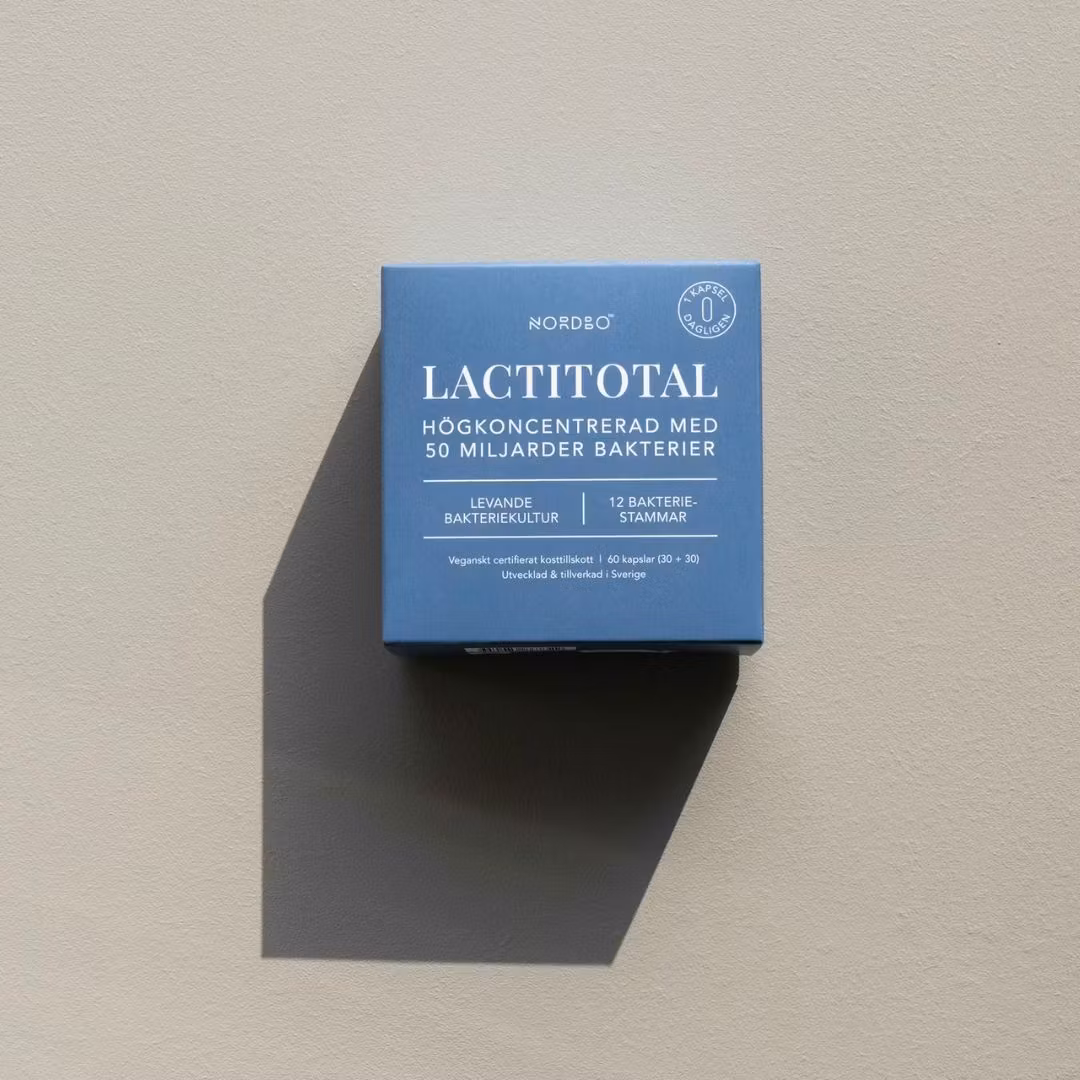 1 KAPSEL
DAGLIGEN
NORDBO™
LACTITOTAL
HÖGKONCENTRERAD MED
50 MILJARDER BAKTERIER
LEVANDE
BAKTERIEKULTUR
12 BAKTERIE-
STAMMAR
Veganskt certifierat kosttillskott | 60 kapslar (30 + 30)
Utvecklad & tillverkad i Sverige